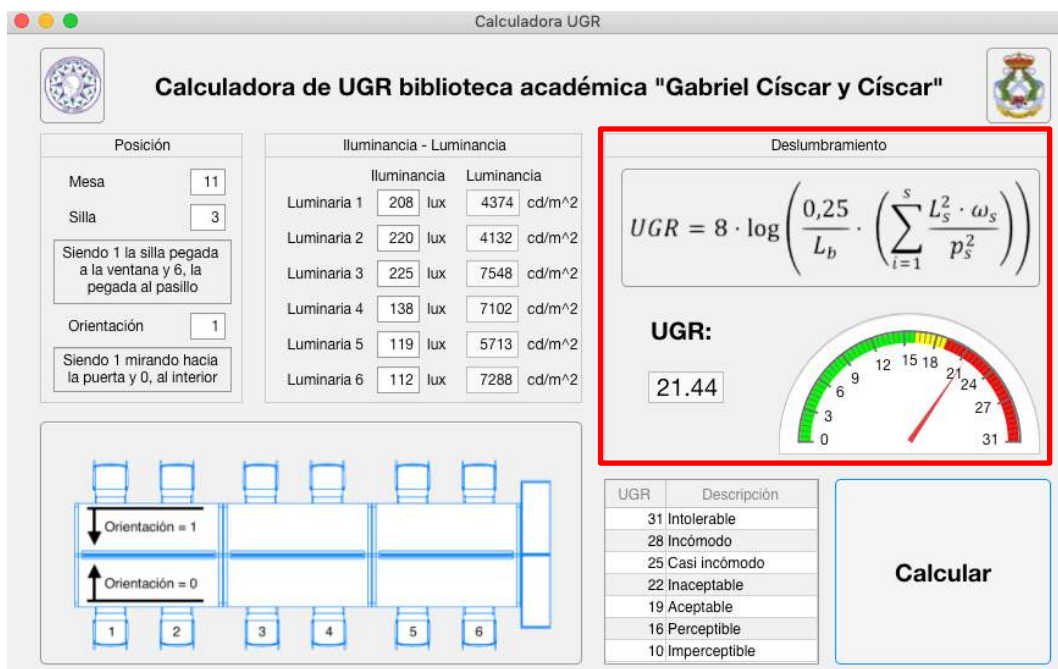 Calculadora UGR
Calculadora de UGR biblioteca académica "Gabriel Císcar y Císcar"
Posición
Mesa 11
Silla 3
Siendo 1 la silla pegada
a la ventana y 6, la
pegada al pasillo
Orientación 1
Siendo 1 mirando hacia
la puerta y 0, al interior
Iluminancia - Luminancia
Iluminancia Luminancia
Luminaria 1 208 lux 4374 cd/m^2
Luminaria 2 220 lux 4132 cd/m^2
Luminaria 3 225 lux 7548 cd/m^2
Luminaria 4 138 lux 7102 cd/m^2
Luminaria 5 119 lux 5713 cd/m^2
Luminaria 6 112 lux 7288 cd/m^2
Deslumbramiento
UGR = 8 · log(0,25/L_b · (∑_{i=1}^{s} L_s^2 · ω_s / p_s^2))
UGR:
21.44
0 3 6 9 12 15 18 21 24 27 31
Orientación = 1
Orientación = 0
1 2 3 4 5 6
UGR Descripción
31 Intolerable
28 Incómodo
25 Casi incómodo
22 Inaceptable
19 Aceptable
16 Perceptible
10 Imperceptible
Calcular